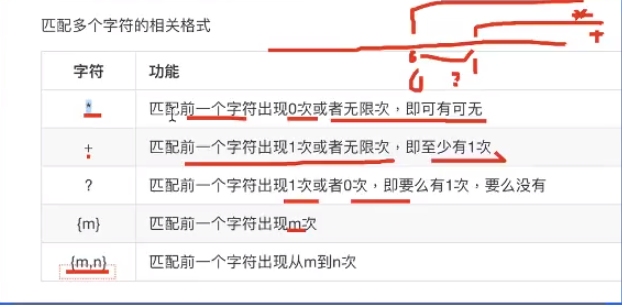 匹配多个字符的相关格式
字符 功能
* 匹配前一个字符出现0次或者无限次，即可有可无
+ 匹配前一个字符出现1次或者无限次，即至少有1次
? 匹配前一个字符出现1次或者0次，即要么有1次，要么没有
{m} 匹配前一个字符出现m次
{m,n} 匹配前一个字符出现从m到n次
*
+
?